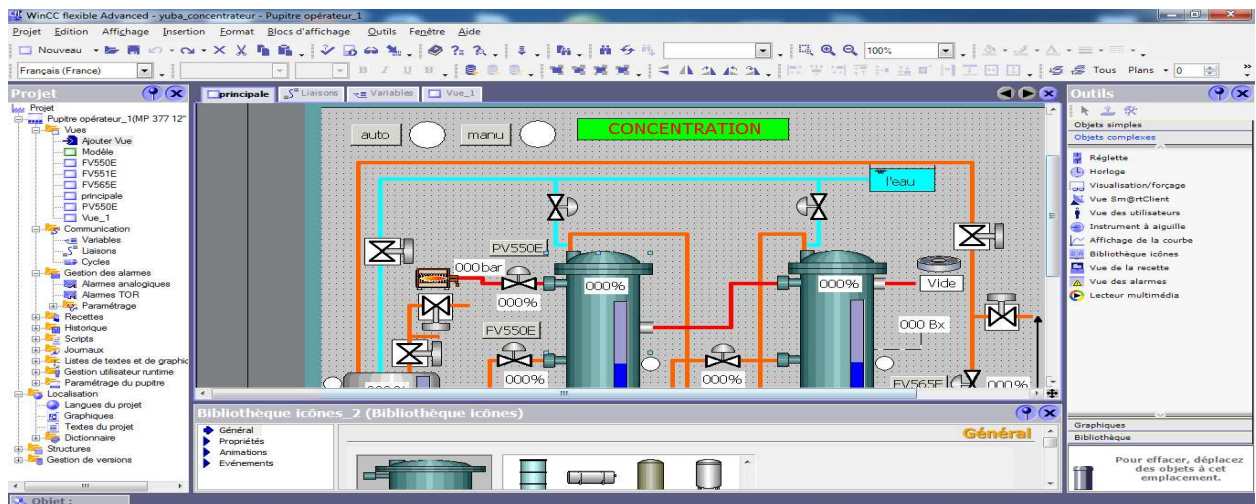 WinCC flexible Advanced - yuba_concentrateur - Pupitre opérateur_1
Projet Edition Affichage Insertion Format Blocs d'affichage Outils Fenêtre Aide
Nouveau 100%
Français (France) Tous Plans 0
Projet
Projet
Pupitre opérateur_1(MP 377 12"
Vues
Ajouter Vue
Modèle
FV550E
FV551E
FV565E
principale
PV550E
Vue_1
Communication
Variables
Liaisons
Cycles
Gestion des alarmes
Alarmes analogiques
Alarmes TOR
Paramétrage
Recettes
Historique
Scripts
Journaux
Listes de textes et de graphic
Gestion utilisateur runtime
Paramétrage du pupitre
Localisation
Langues du projet
Graphiques
Textes du projet
Dictionnaire
Structures
Gestion de versions
principale Liaisons Variables Vue_1
auto manu CONCENTRATION
l'eau
PV550E
000bar
000% 000% 000% Vide
FV550E 000 Bx
000% 000% FV565E 000%
Bibliothèque icônes_2 (Bibliothèque icônes)
Général
Propriétés
Animations
Evénements
Général
Outils
Objets simples
Objets complexes
Réglette
Horloge
Visualisation/forçage
Vue Sm@rtClient
Vue des utilisateurs
Instrument à aiguille
Affichage de la courbe
Bibliothèque icônes
Vue de la recette
Vue des alarmes
Lecteur multimédia
Graphiques
Bibliothèque
Pour effacer, déplacez
des objets à cet
emplacement.
Objet :